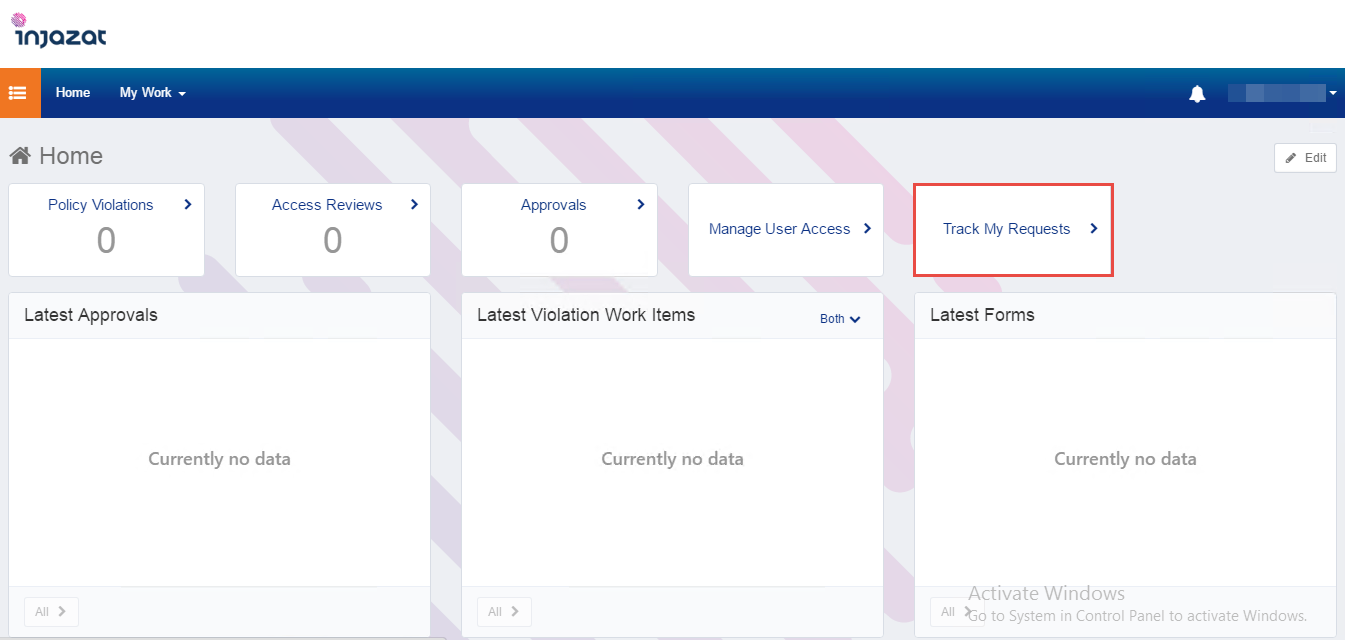 injazat
Home My Work
Home
Edit
Policy Violations
0
Access Reviews
0
Approvals
0
Manage User Access
Track My Requests
Latest Approvals
Currently no data
All
Latest Violation Work Items
Both
Currently no data
All
Latest Forms
Currently no data
All
Activate Windows
Go to System in Control Panel to activate Windows.